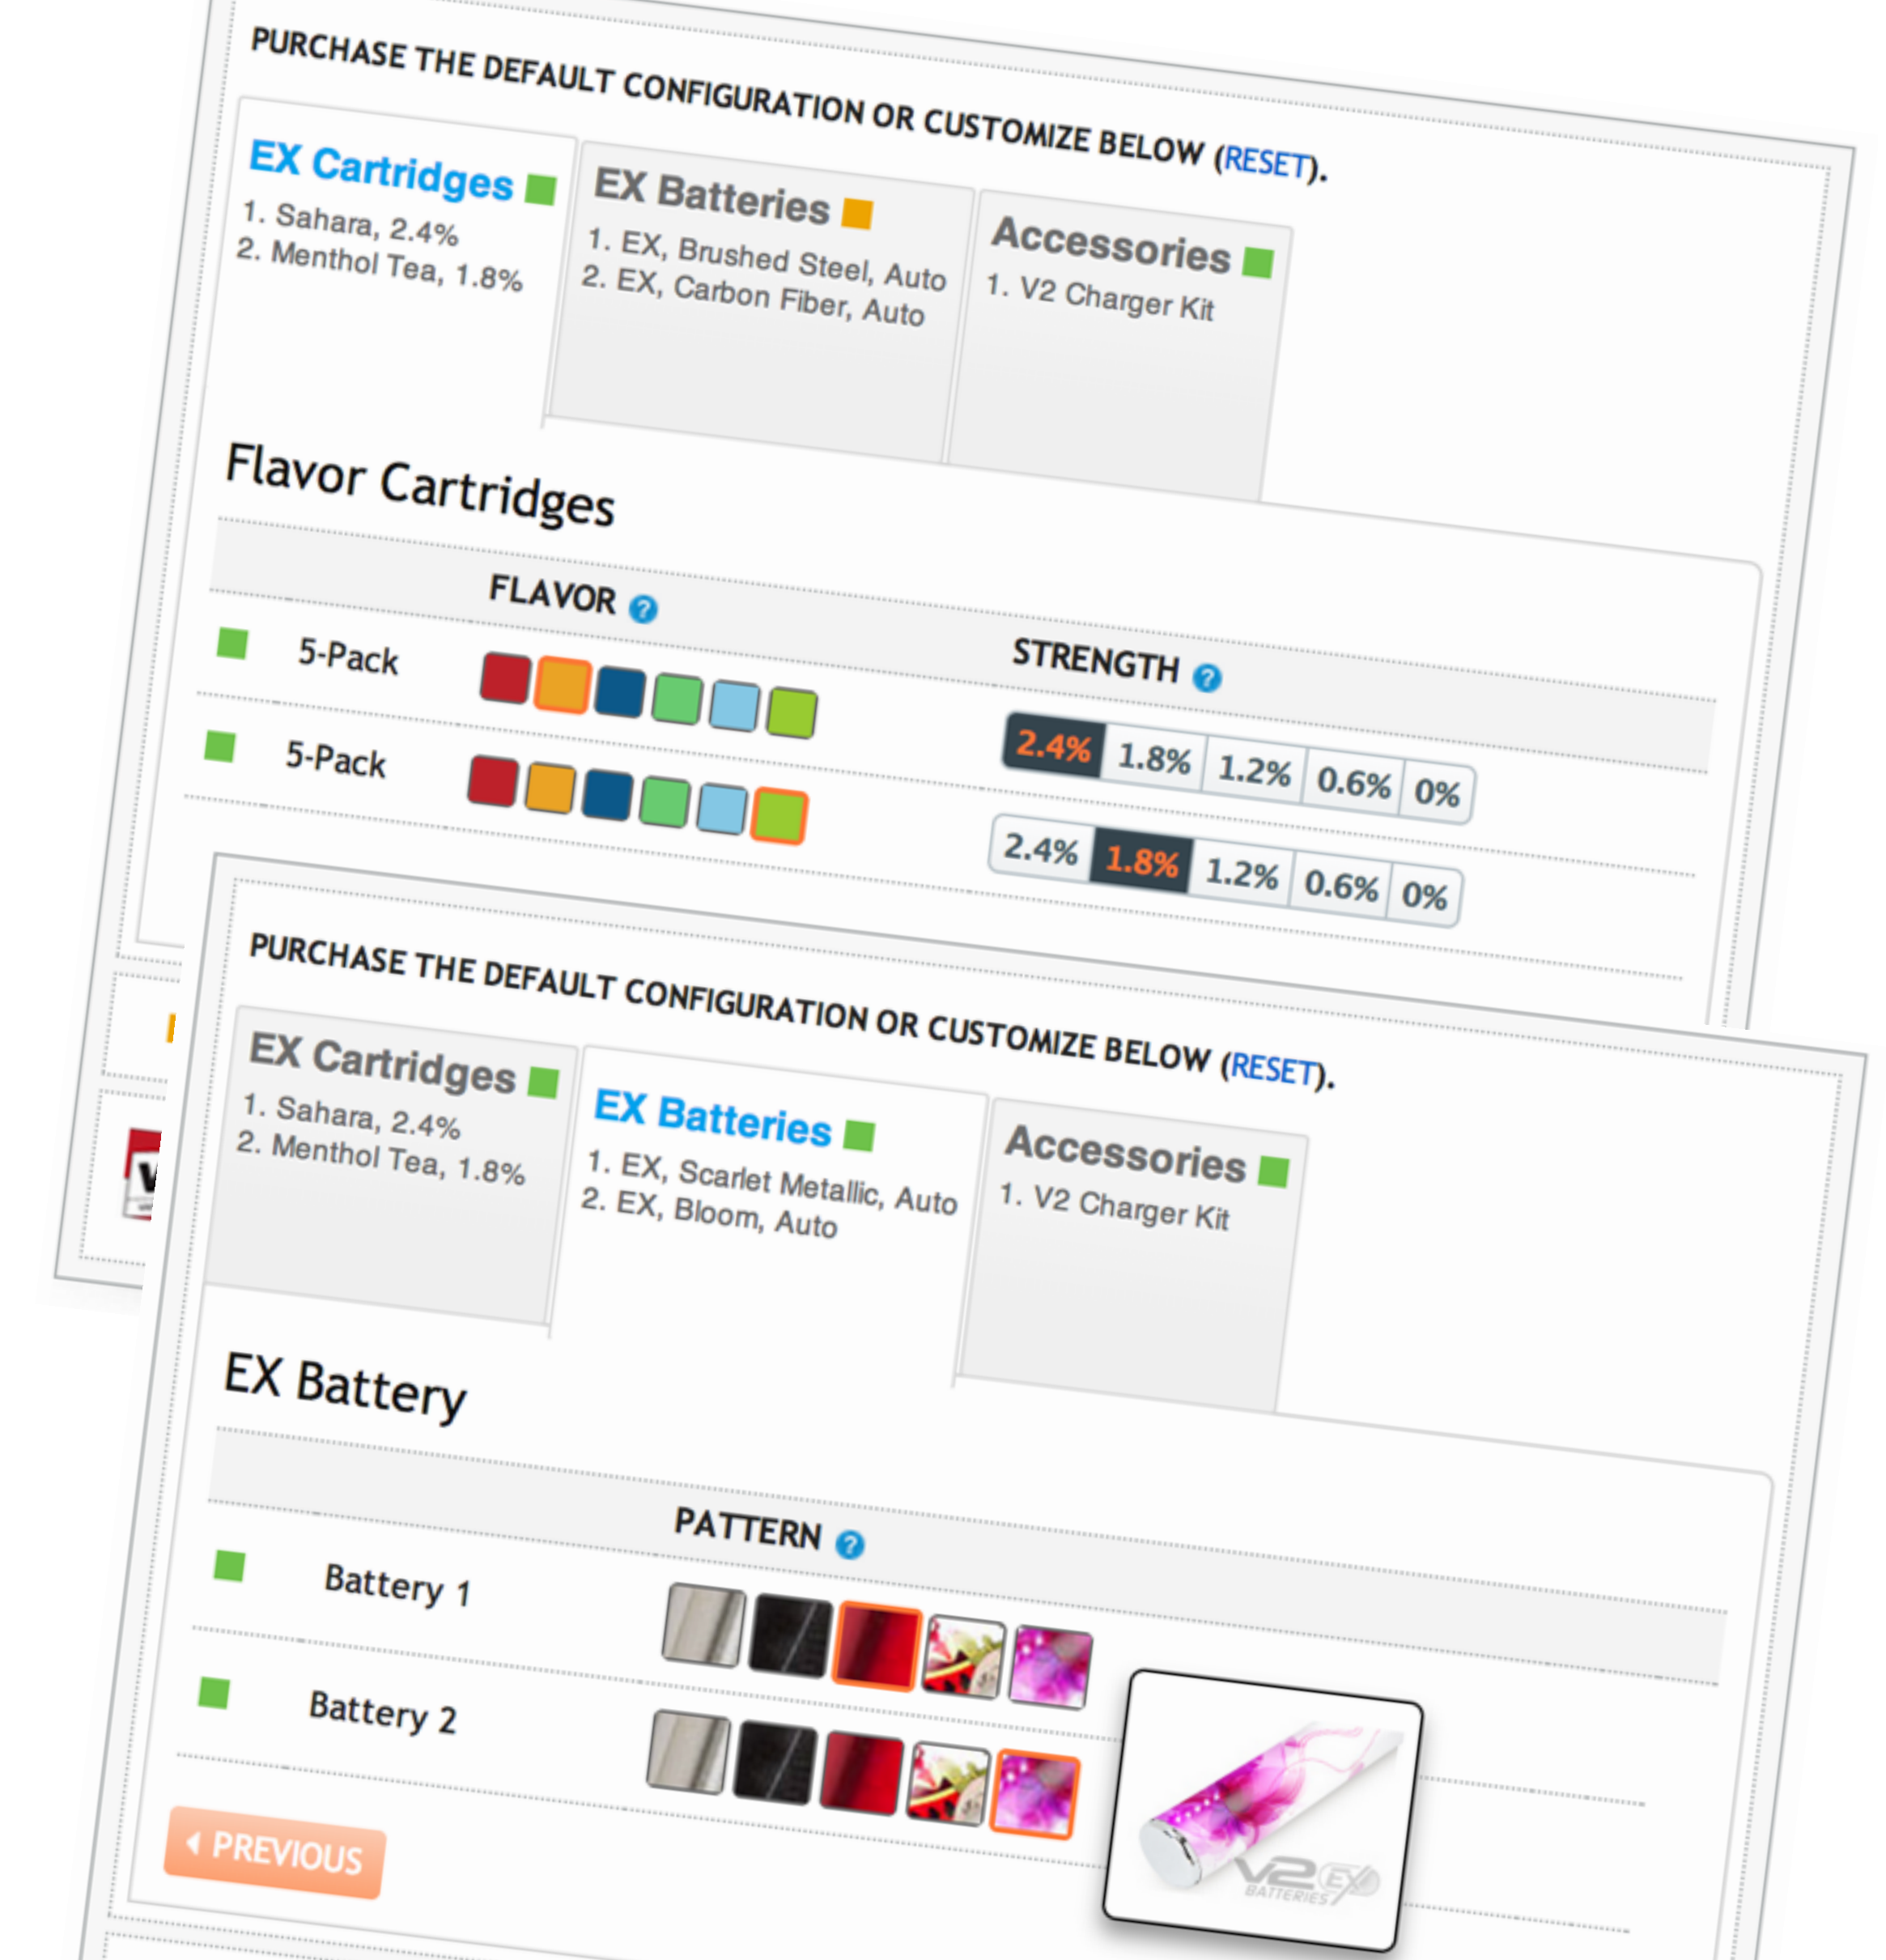 PURCHASE THE DEFAULT CONFIGURATION OR CUSTOMIZE BELOW (RESET).
EX Cartridges
1. Sahara, 2.4%
2. Menthol Tea, 1.8%
EX Batteries
1. EX, Brushed Steel, Auto
2. EX, Carbon Fiber, Auto
Accessories
1. V2 Charger Kit
Flavor Cartridges
FLAVOR ? STRENGTH ?
5-Pack 2.4% 1.8% 1.2% 0.6% 0%
5-Pack 2.4% 1.8% 1.2% 0.6% 0%
PURCHASE THE DEFAULT CONFIGURATION OR CUSTOMIZE BELOW (RESET).
EX Cartridges
1. Sahara, 2.4%
2. Menthol Tea, 1.8%
EX Batteries
1. EX, Scarlet Metallic, Auto
2. EX, Bloom, Auto
Accessories
1. V2 Charger Kit
EX Battery
PATTERN ?
Battery 1
Battery 2
PREVIOUS
V2 EX
BATTERIES